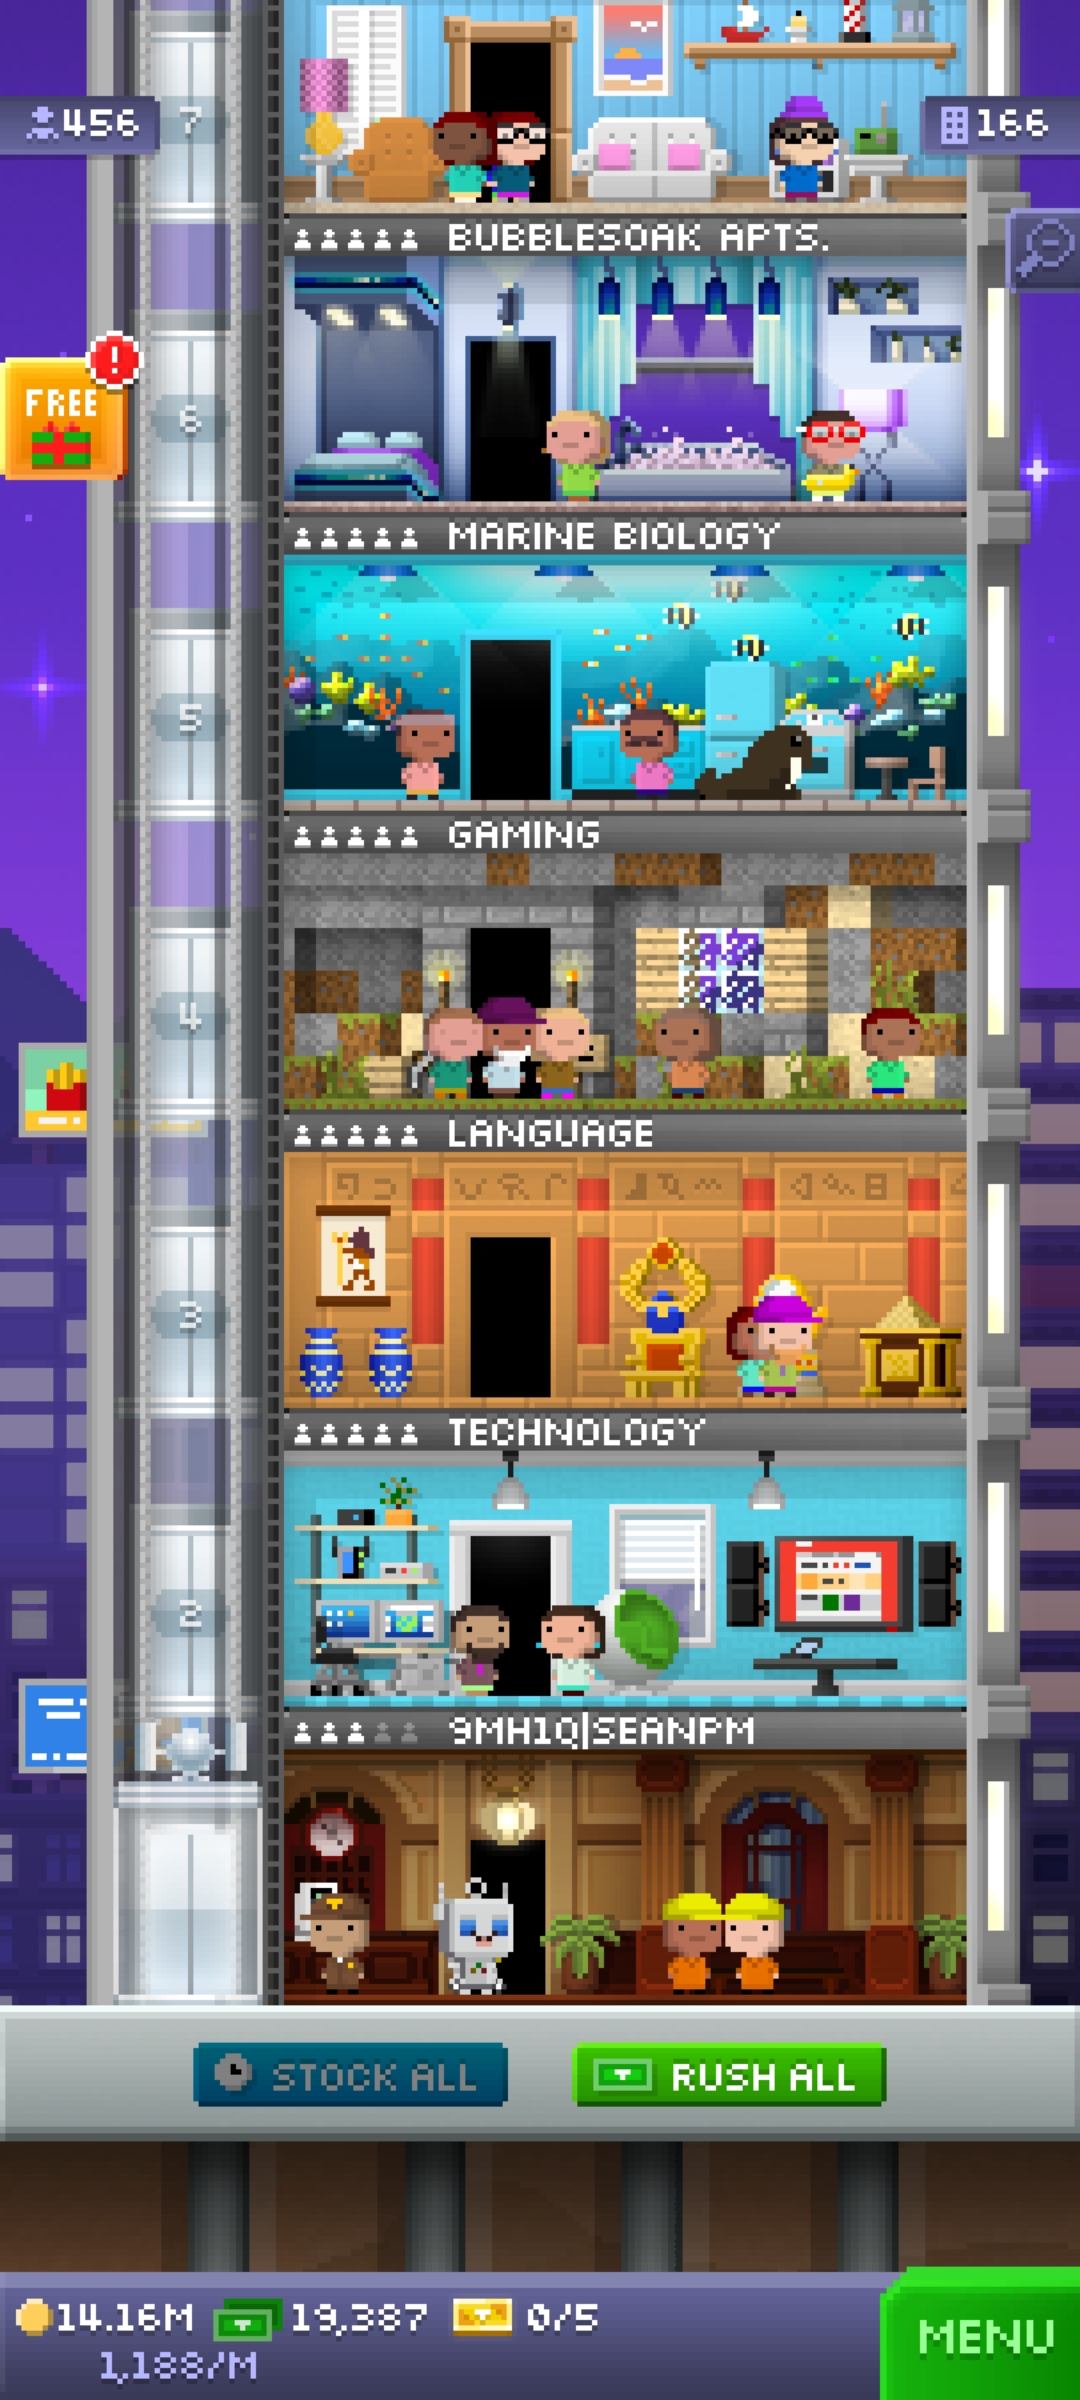 7
456
166
BUBBLESOAK APTS.
FREE
!
6
MARINE BIOLOGY
5
GAMING
4
LANGUAGE
3
TECHNOLOGY
2
9MH1Q|SEANPM
STOCK ALL
RUSH ALL
14.16M
19,387
0/5
1,188/M
MENU